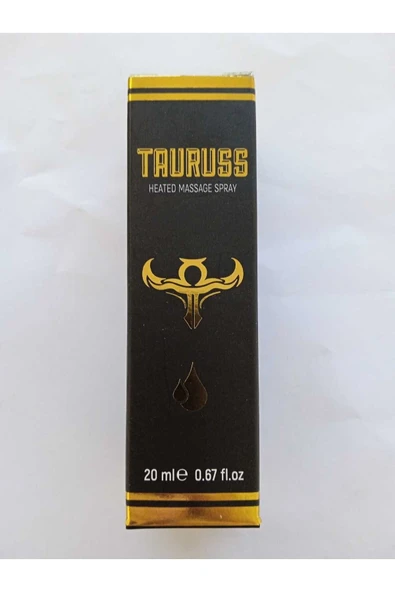 TAURUSS
HEATED MASSAGE SPRAY
20 ml℮ 0.67 fl.oz